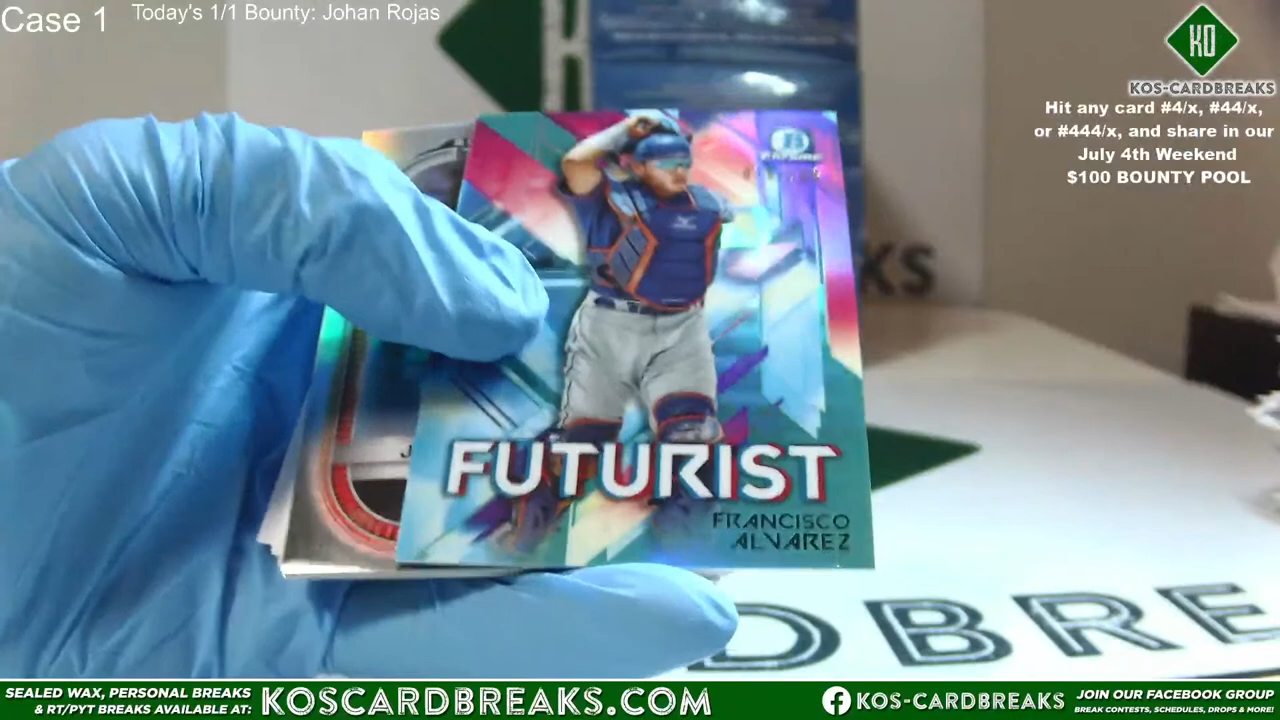 Case 1
Today's 1/1 Bounty: Johan Rojas
KO
KOS-CARDBREAKS
Hit any card #4/x, #44/x,
or #444/x, and share in our
July 4th Weekend
$100 BOUNTY POOL
KS
FUTURIST
FRANCISCO
ALVAREZ
J
DBRE
SEALED WAX, PERSONAL BREAKS
& RT/PYT BREAKS AVAILABLE AT:
KOSCARDBREAKS.COM
KOS-CARDBREAKS
JOIN OUR FACEBOOK GROUP
BREAK CONTESTS, SCHEDULES, DROPS & MORE!